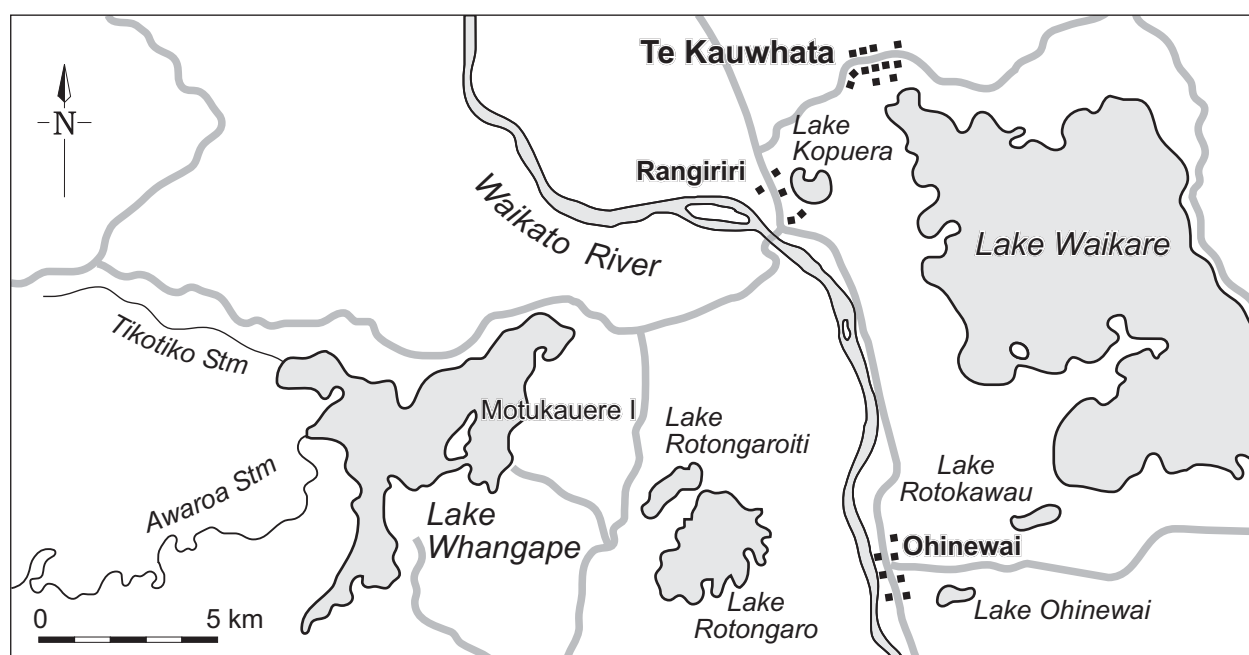 Te Kauwhata
N
Lake
Kopuera
Rangiriri
Waikato River
Lake Waikare
Tikotiko Stm
Motukauere I
Lake
Rotongaroiti
Awaroa Stm
Lake
Rotokawau
Lake
Whangape
Ohinewai
0 5 km
Lake
Rotongaro
Lake Ohinewai